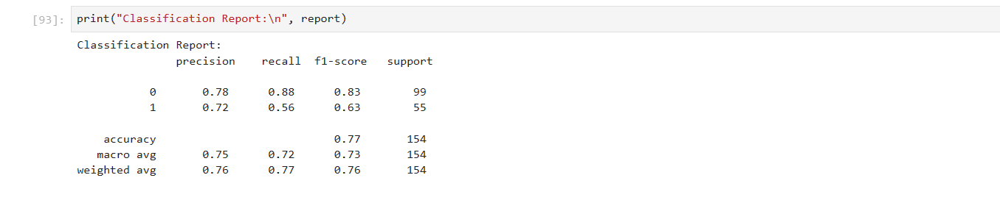 [93]: print("Classification Report:\n", report)
Classification Report:
precision recall f1-score support
0 0.78 0.88 0.83 99
1 0.72 0.56 0.63 55
accuracy 0.77 154
macro avg 0.75 0.72 0.73 154
weighted avg 0.76 0.77 0.76 154